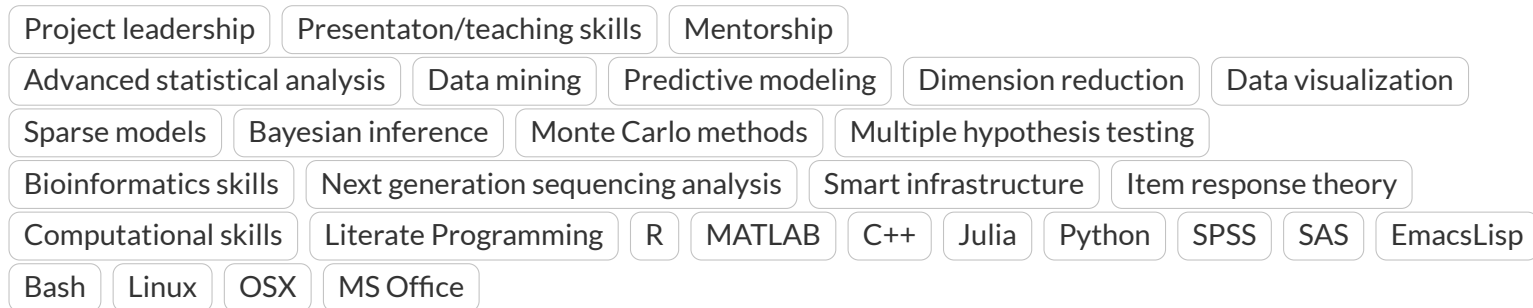 Project leadership Presentaton/teaching skills Mentorship
Advanced statistical analysis Data mining Predictive modeling Dimension reduction Data visualization
Sparse models Bayesian inference Monte Carlo methods Multiple hypothesis testing
Bioinformatics skills Next generation sequencing analysis Smart infrastructure Item response theory
Computational skills Literate Programming R MATLAB C++ Julia Python SPSS SAS EmacsLisp
Bash Linux OSX MS Office